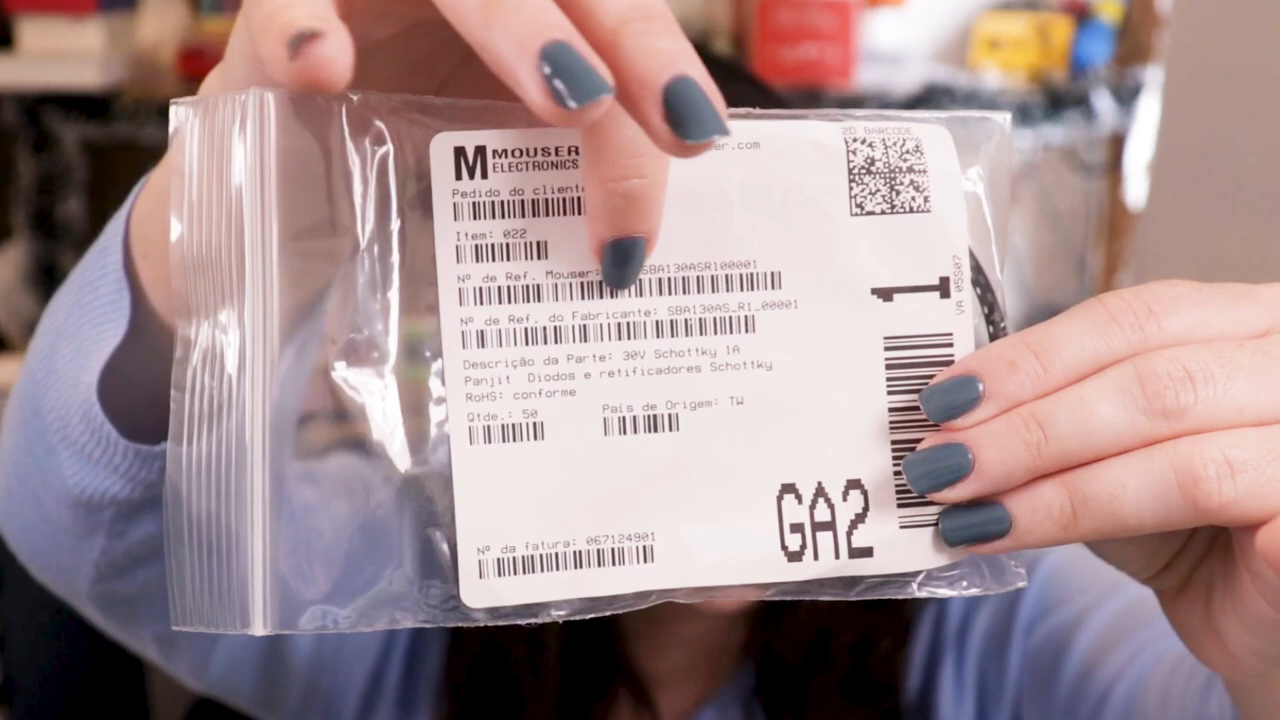 M MOUSER
ELECTRONICS
er.com
2D BARCODE
Pedido do cliente
Item: 022
Nº de Ref. Mouser: SBA130ASR100001
Nº de Ref. do Fabricante: SBA130AS_R1_00001
Descrição da Parte: 30V Schottky 1A
Panjit Diodos e retificadores Schottky
RoHS: conforme
Qtde.: 50 País de Origem: TW
Nº da fatura: 067124901
GA2
1
VA 05S07